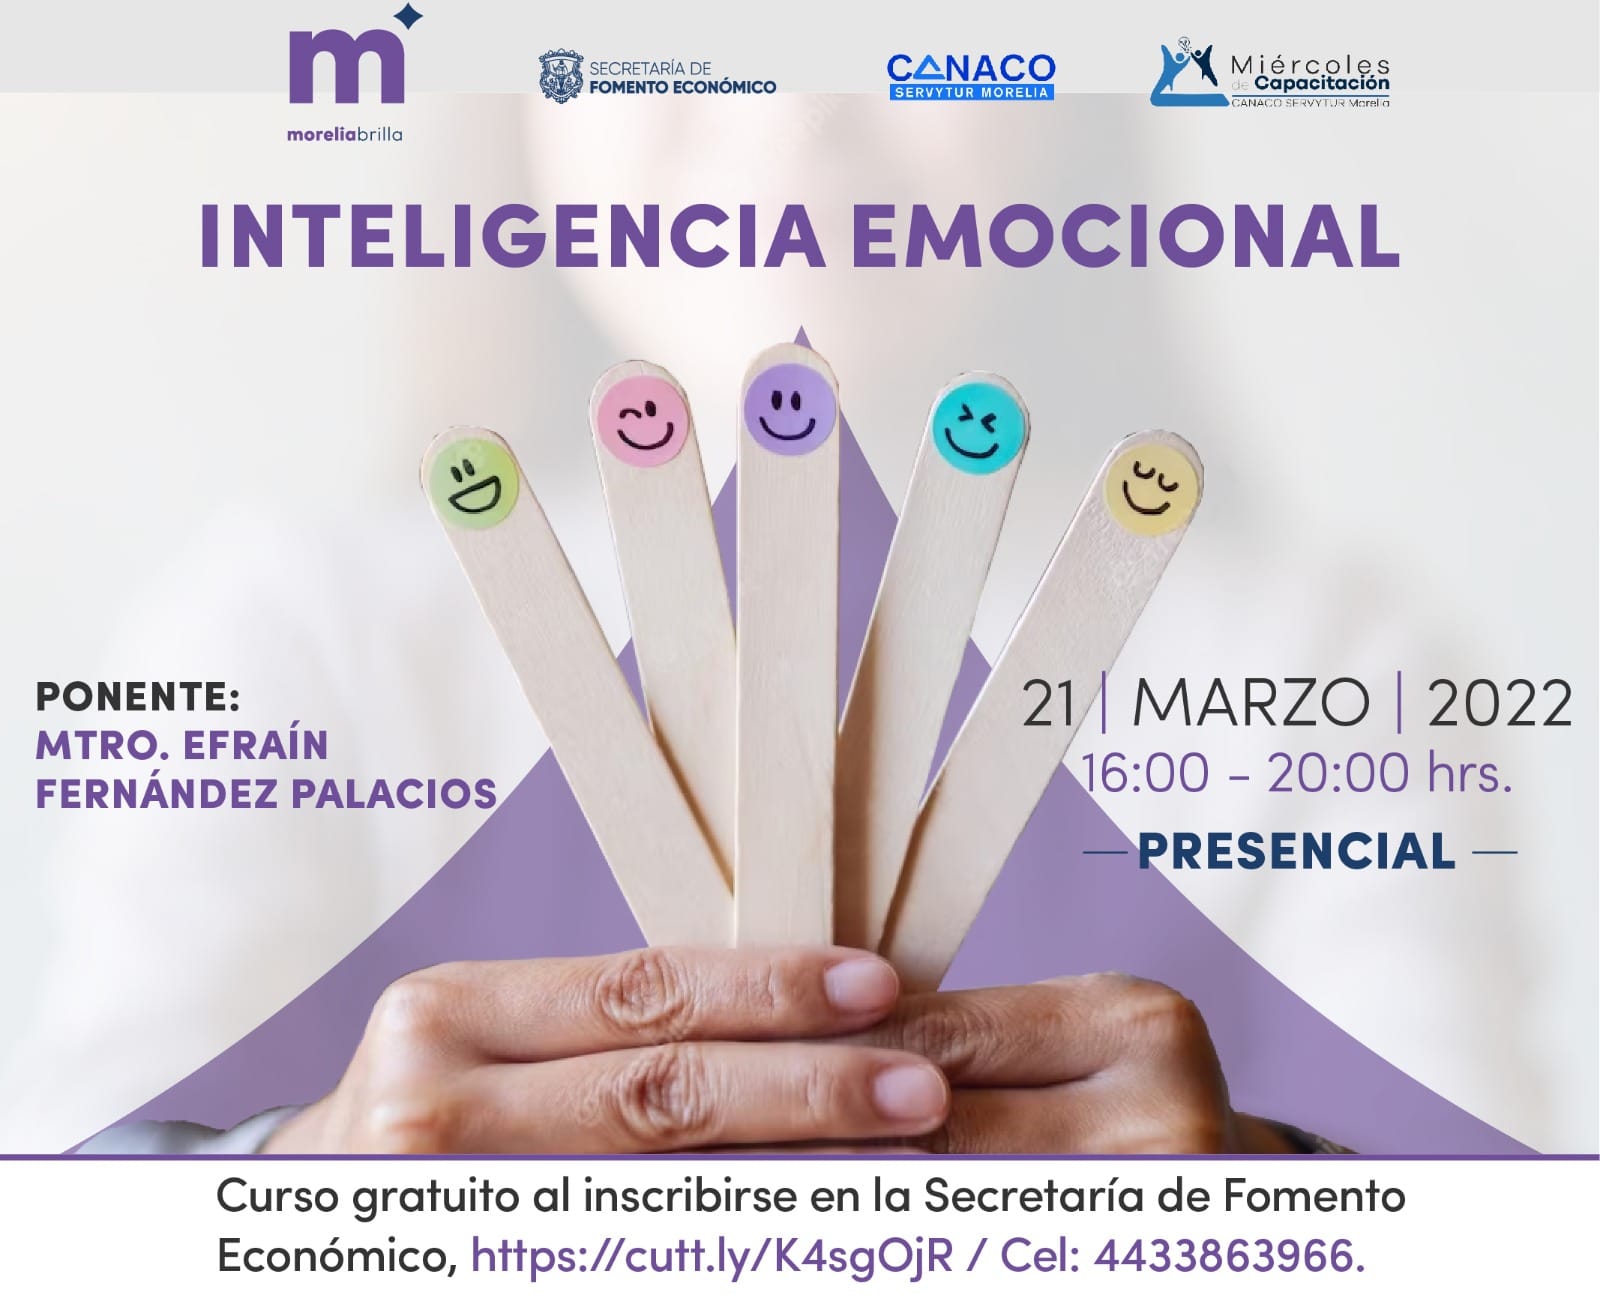 m
moreliabrilla
SECRETARÍA DE
FOMENTO ECONÓMICO
CANACO
SERVYTUR MORELIA
Miércoles
de Capacitación
CANACO SERVYTUR Morelia
INTELIGENCIA EMOCIONAL
PONENTE:
MTRO. EFRAÍN
FERNÁNDEZ PALACIOS
21 | MARZO | 2022
16:00 - 20:00 hrs.
— PRESENCIAL —
Curso gratuito al inscribirse en la Secretaría de Fomento
Económico, https://cutt.ly/K4sgOjR / Cel: 4433863966.